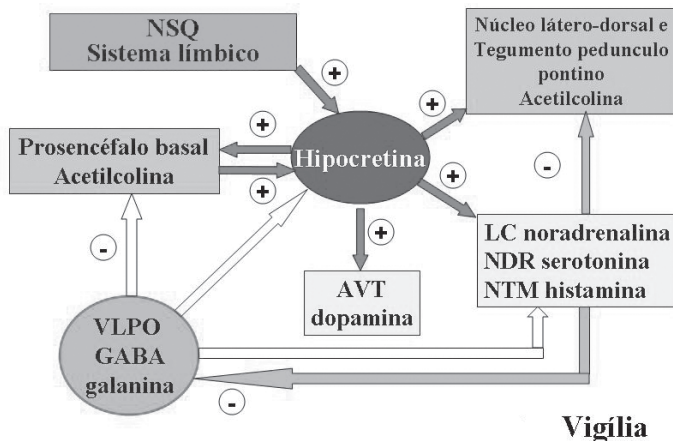 NSQ
Sistema límbico
Núcleo látero-dorsal e
Tegumento pedunculo
pontino
Acetilcolina
+
+
+
Prosencéfalo basal
Acetilcolina
Hipocretina
+
+
-
-
+
LC noradrenalina
NDR serotonina
NTM histamina
AVT
dopamina
VLPO
GABA
galanina
-
Vigília